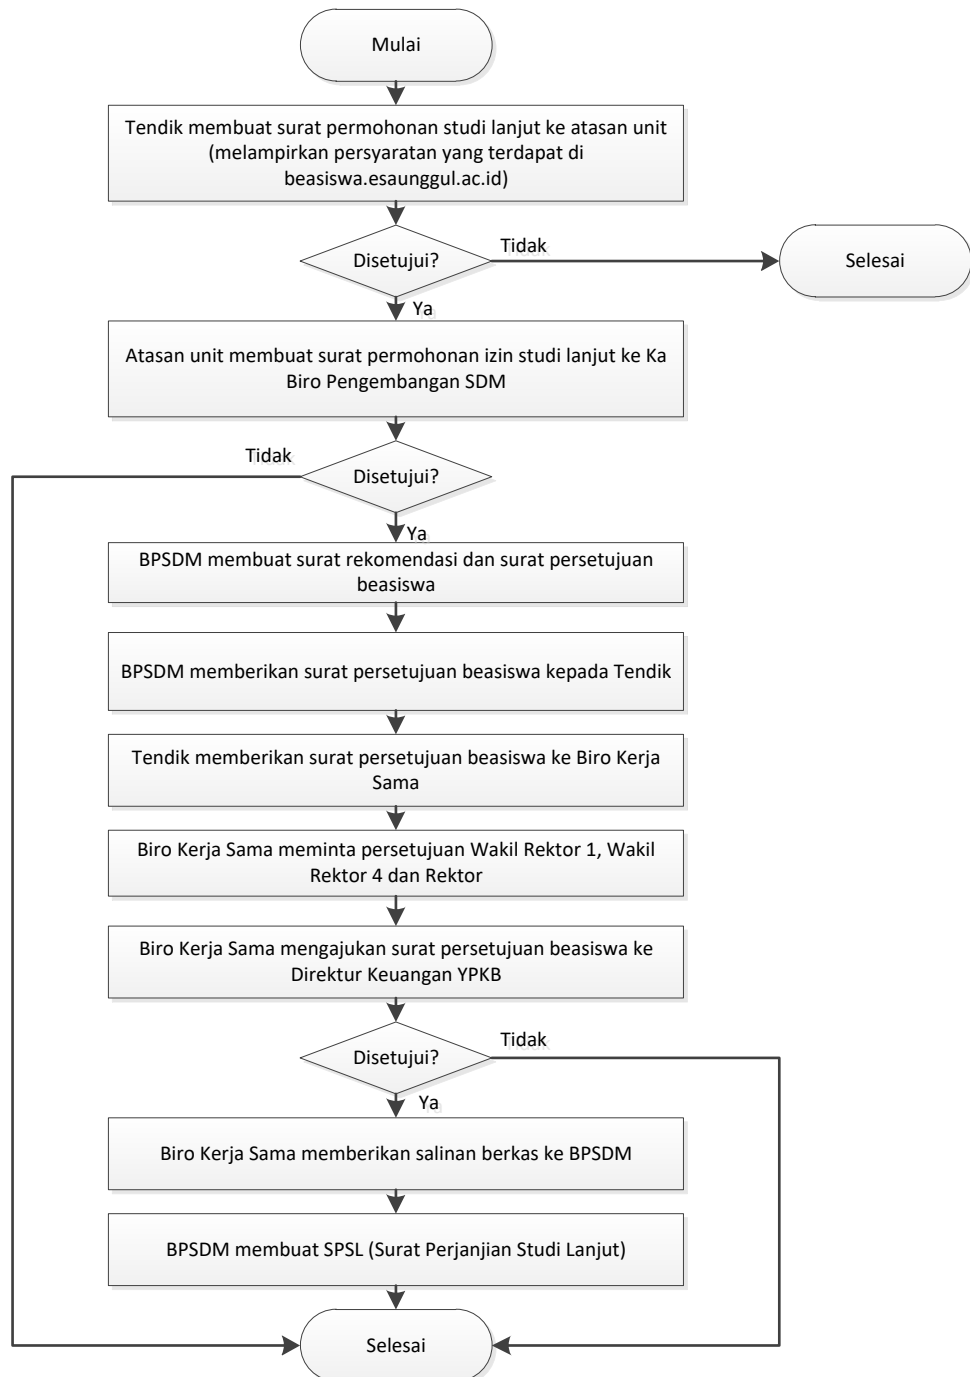 Mulai
Tendik membuat surat permohonan studi lanjut ke atasan unit
(melampirkan persyaratan yang terdapat di
beasiswa.esaunggul.ac.id)
Disetujui?
Tidak
Selesai
Ya
Atasan unit membuat surat permohonan izin studi lanjut ke Ka
Biro Pengembangan SDM
Tidak
Disetujui?
Ya
BPSDM membuat surat rekomendasi dan surat persetujuan
beasiswa
BPSDM memberikan surat persetujuan beasiswa kepada Tendik
Tendik memberikan surat persetujuan beasiswa ke Biro Kerja
Sama
Biro Kerja Sama meminta persetujuan Wakil Rektor 1, Wakil
Rektor 4 dan Rektor
Biro Kerja Sama mengajukan surat persetujuan beasiswa ke
Direktur Keuangan YPKB
Disetujui?
Tidak
Ya
Biro Kerja Sama memberikan salinan berkas ke BPSDM
BPSDM membuat SPSL (Surat Perjanjian Studi Lanjut)
Selesai